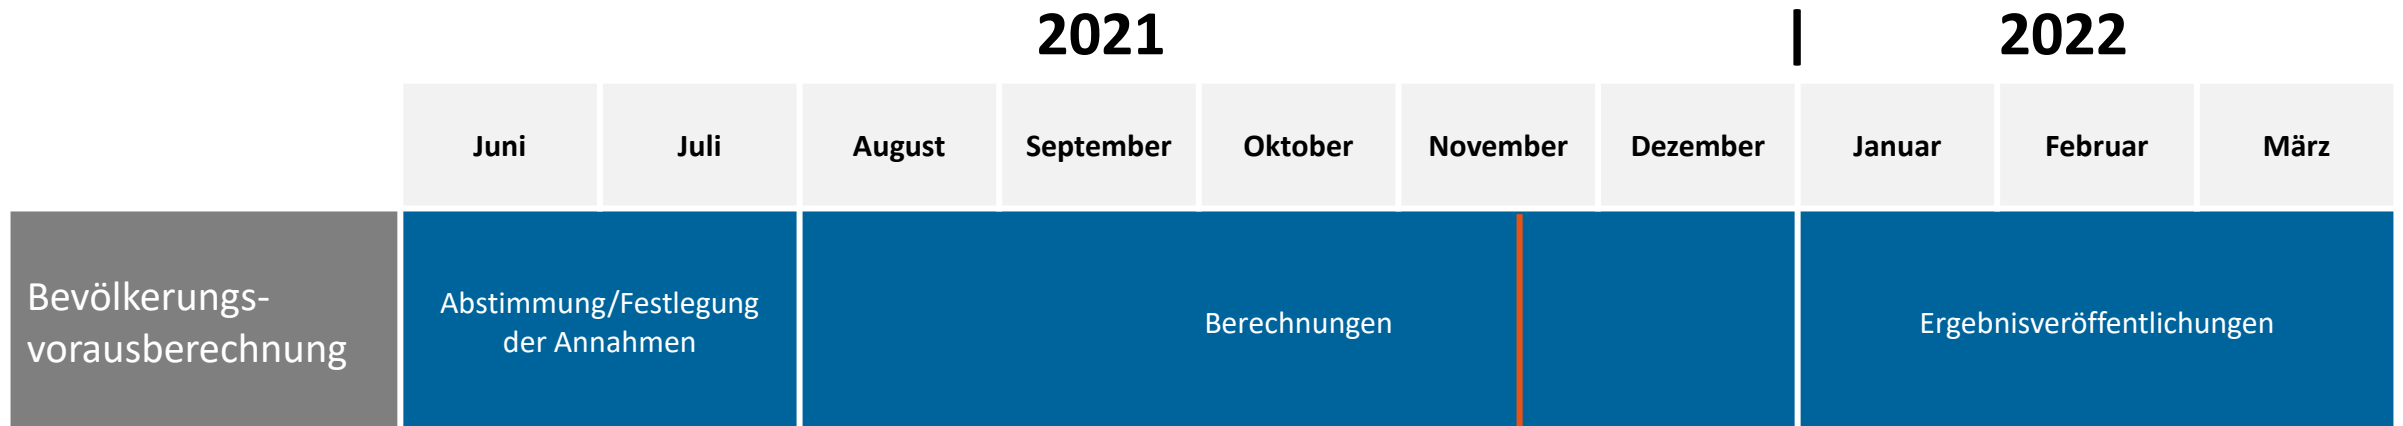 2021 | 2022
Juni Juli August September Oktober November Dezember Januar Februar März
Bevölkerungs-
vorausberechnung
Abstimmung/Festlegung
der Annahmen
Berechnungen
Ergebnisveröffentlichungen